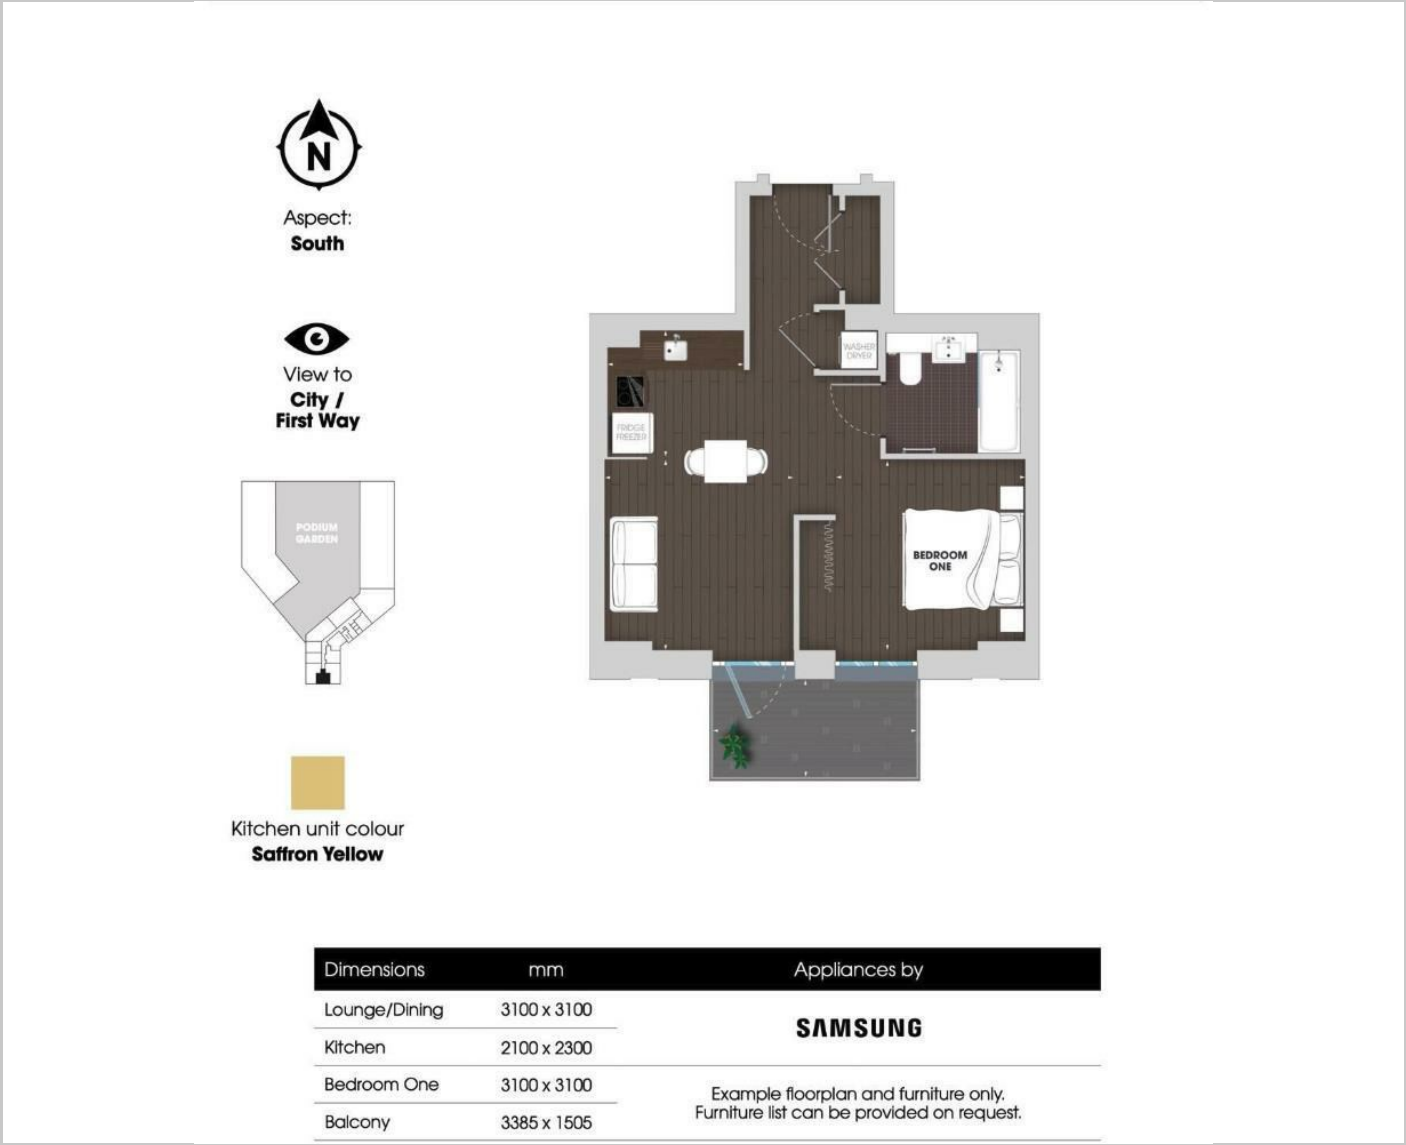 N
Aspect:
South
View to
City /
First Way
PODIUM
GARDEN
Kitchen unit colour
Saffron Yellow
WASHER
DRYER
FRIDGE
FREEZER
BEDROOM
ONE
Dimensions mm Appliances by
Lounge/Dining 3100 x 3100
SAMSUNG
Kitchen 2100 x 2300
Bedroom One 3100 x 3100
Example floorplan and furniture only.
Furniture list can be provided on request.
Balcony 3385 x 1505